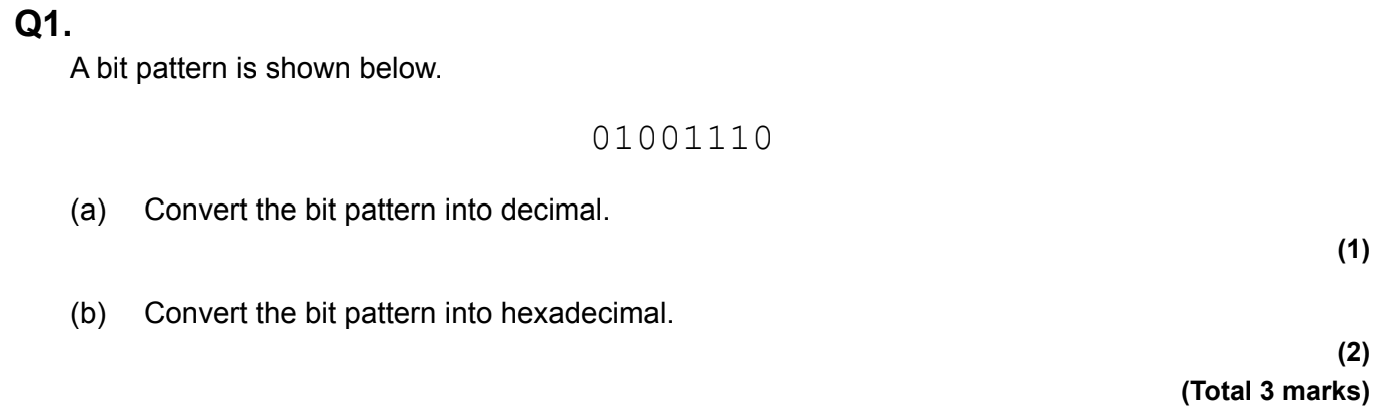 Q1.
A bit pattern is shown below.
01001110
(a) Convert the bit pattern into decimal.
(1)
(b) Convert the bit pattern into hexadecimal.
(2)
(Total 3 marks)